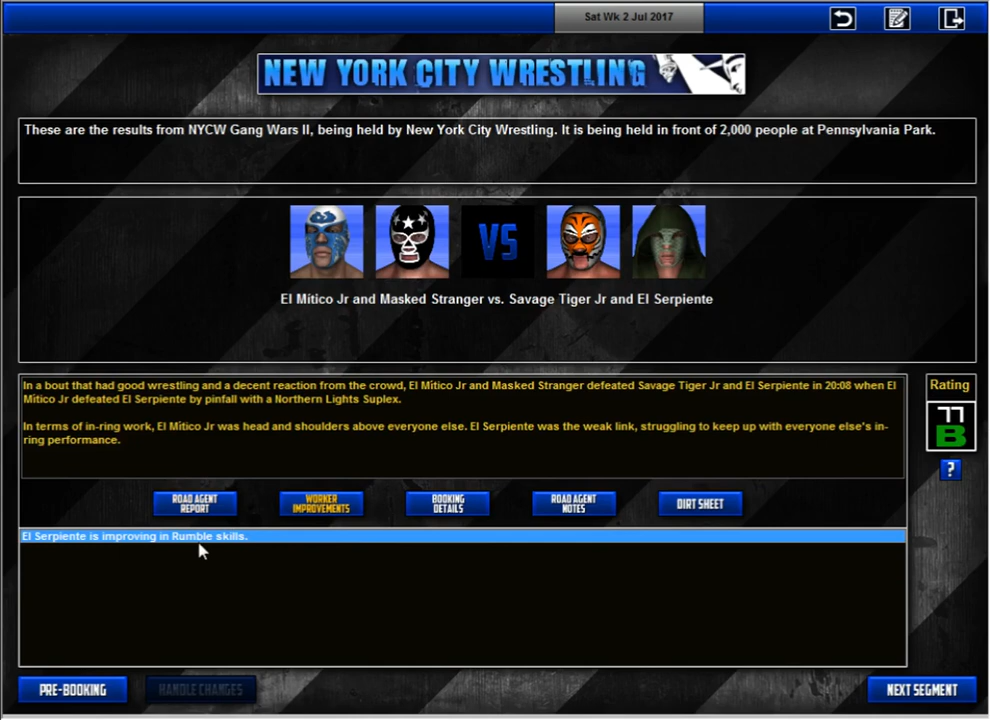 Sat Wk 2 Jul 2017
NEW YORK CITY WRESTLING
These are the results from NYCW Gang Wars II, being held by New York City Wrestling. It is being held in front of 2,000 people at Pennsylvania Park.
VS
El Mítico Jr and Masked Stranger vs. Savage Tiger Jr and El Serpiente
In a bout that had good wrestling and a decent reaction from the crowd, El Mítico Jr and Masked Stranger defeated Savage Tiger Jr and El Serpiente in 20:08 when El
Mítico Jr defeated El Serpiente by pinfall with a Northern Lights Suplex.
In terms of in-ring work, El Mítico Jr was head and shoulders above everyone else. El Serpiente was the weak link, struggling to keep up with everyone else's in-
ring performance.
Rating
77
B
?
ROAD AGENT
REPORT
WORKER
IMPROVEMENTS
BOOKING
DETAILS
ROAD AGENT
NOTES
DIRT SHEET
El Serpiente is improving in Rumble skills.
PRE-BOOKING
HANDLE CHANGES
NEXT SEGMENT